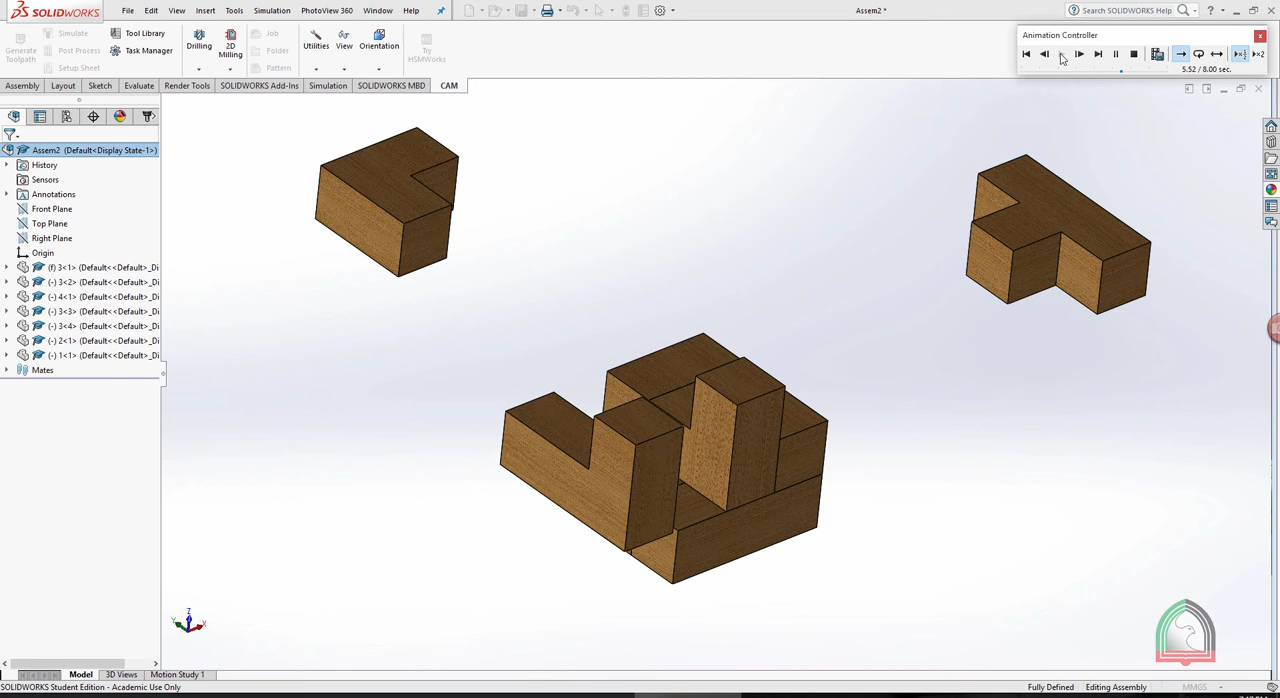 SOLIDWORKS File Edit View Insert Tools Simulation PhotoView 360 Window Help Assem2 * Search SOLIDWORKS Help
Animation Controller
5.52 / 8.00 sec.
Generate Toolpath
Simulate
Post Process
Setup Sheet
Tool Library
Task Manager
Drilling
2D Milling
Job
Folder
Pattern
Utilities
View
Orientation
Try HSMWorks
Assembly Layout Sketch Evaluate Render Tools SOLIDWORKS Add-Ins Simulation SOLIDWORKS MBD CAM
Assem2 (Default<Display State-1>)
History
Sensors
Annotations
Front Plane
Top Plane
Right Plane
Origin
(f) 3<1> (Default<<Default>_Di
(-) 3<2> (Default<<Default>_Di
(-) 4<1> (Default<<Default>_Di
(-) 3<3> (Default<<Default>_Di
(-) 3<4> (Default<<Default>_Di
(-) 2<1> (Default<<Default>_Di
(-) 1<1> (Default<<Default>_Di
Mates
Z
Y
X
Model 3D Views Motion Study 1
SOLIDWORKS Student Edition - Academic Use Only Fully Defined Editing Assembly MMGS